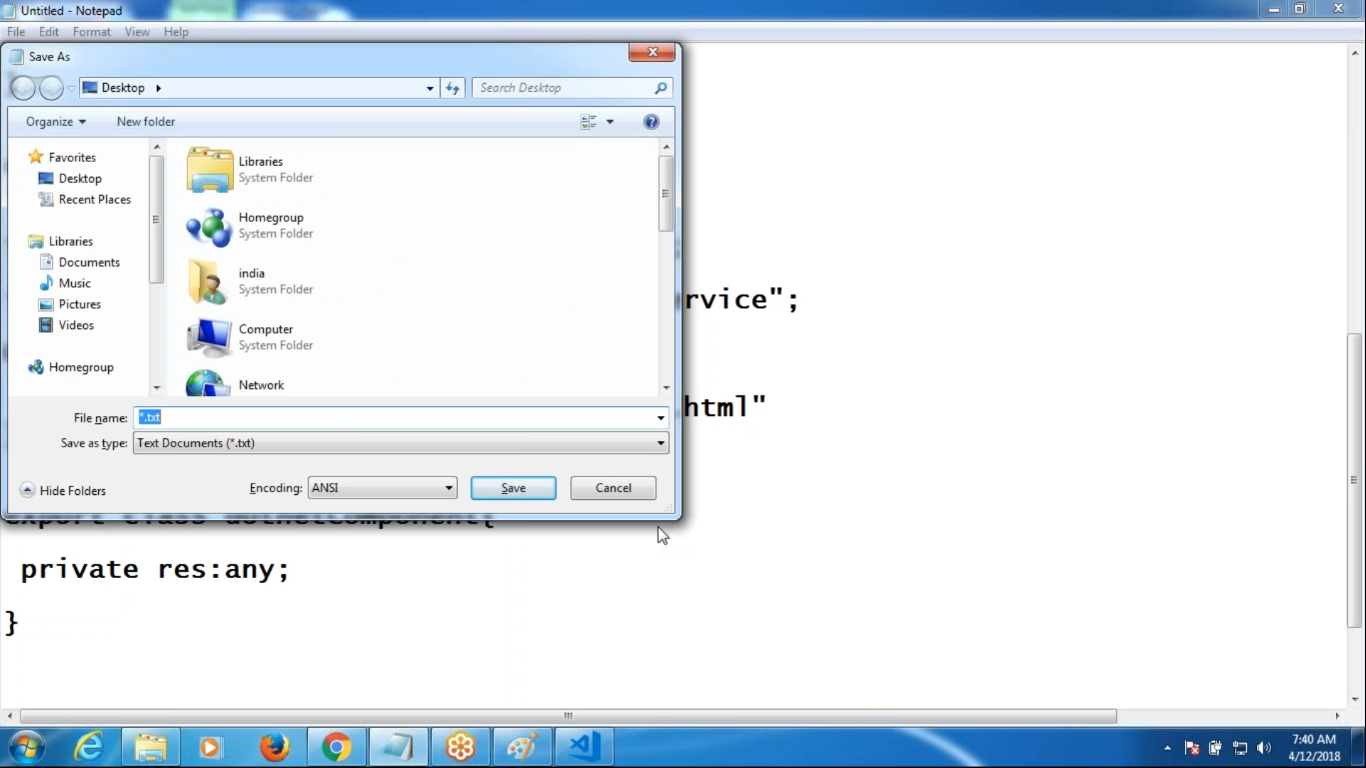 Untitled - Notepad
File Edit Format View Help
Save As
Desktop
Search Desktop
Organize New folder
Favorites
Desktop
Recent Places
Libraries
Documents
Music
Pictures
Videos
Homegroup
Libraries
System Folder
Homegroup
System Folder
india
System Folder
Computer
System Folder
Network
File name: *.txt
Save as type: Text Documents (*.txt)
Hide Folders
Encoding: ANSI
Save
Cancel
rvice";
html"
export class dotnetComponent{
private res:any;
}
7:40 AM
4/12/2018